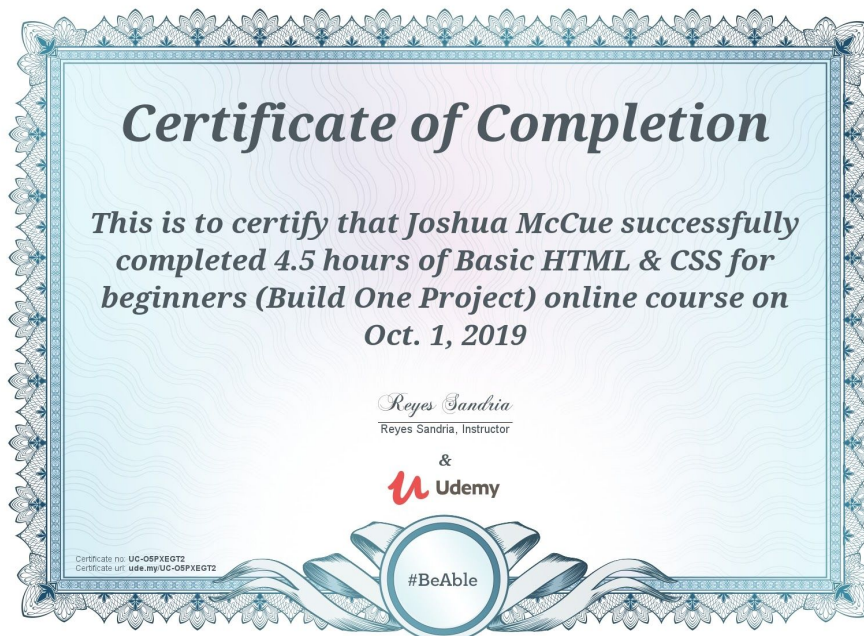 Certificate of Completion
This is to certify that Joshua McCue successfully
completed 4.5 hours of Basic HTML & CSS for
beginners (Build One Project) online course on
Oct. 1, 2019
Reyes Sandria
Reyes Sandria, Instructor
&
Udemy
Certificate no: UC-O5PXEGT2
Certificate url: ude.my/UC-O5PXEGT2
#BeAble